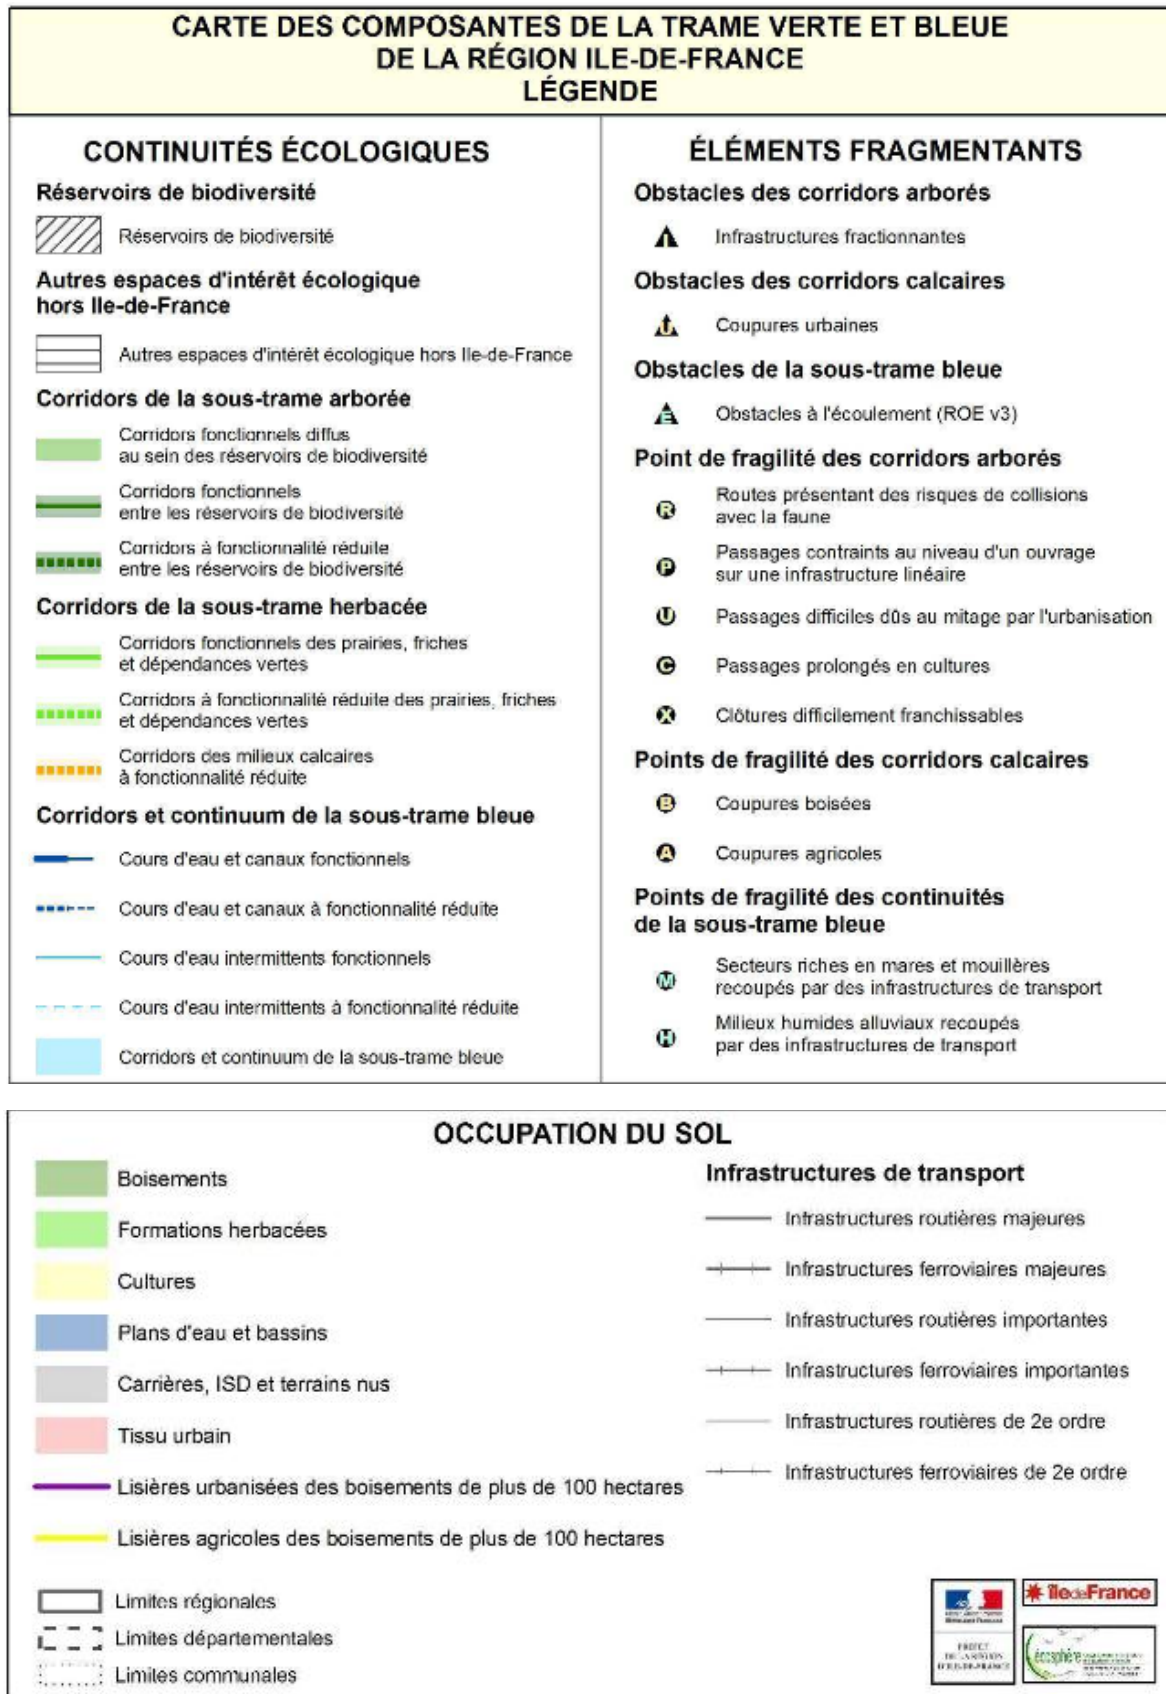 CARTE DES COMPOSANTES DE LA TRAME VERTE ET BLEUE
DE LA RÉGION ILE-DE-FRANCE
LÉGENDE
CONTINUITÉS ÉCOLOGIQUES
Réservoirs de biodiversité
Réservoirs de biodiversité
Autres espaces d'intérêt écologique
hors Ile-de-France
Autres espaces d'intérêt écologique hors Ile-de-France
Corridors de la sous-trame arborée
Corridors fonctionnels diffus
au sein des réservoirs de biodiversité
Corridors fonctionnels
entre les réservoirs de biodiversité
Corridors à fonctionnalité réduite
entre les réservoirs de biodiversité
Corridors de la sous-trame herbacée
Corridors fonctionnels des prairies, friches
et dépendances vertes
Corridors à fonctionnalité réduite des prairies, friches
et dépendances vertes
Corridors des milieux calcaires
à fonctionnalité réduite
Corridors et continuum de la sous-trame bleue
Cours d'eau et canaux fonctionnels
Cours d'eau et canaux à fonctionnalité réduite
Cours d'eau intermittents fonctionnels
Cours d'eau intermittents à fonctionnalité réduite
Corridors et continuum de la sous-trame bleue
ÉLÉMENTS FRAGMENTANTS
Obstacles des corridors arborés
I Infrastructures fractionnantes
Obstacles des corridors calcaires
Coupures urbaines
Obstacles de la sous-trame bleue
E Obstacles à l'écoulement (ROE v3)
Point de fragilité des corridors arborés
R Routes présentant des risques de collisions
avec la faune
P Passages contraints au niveau d'un ouvrage
sur une infrastructure linéaire
U Passages difficiles dûs au mitage par l'urbanisation
C Passages prolongés en cultures
X Clôtures difficilement franchissables
Points de fragilité des corridors calcaires
B Coupures boisées
A Coupures agricoles
Points de fragilité des continuités
de la sous-trame bleue
M Secteurs riches en mares et mouillères
recoupés par des infrastructures de transport
H Milieux humides alluviaux recoupés
par des infrastructures de transport
OCCUPATION DU SOL
Boisements
Formations herbacées
Cultures
Plans d'eau et bassins
Carrières, ISD et terrains nus
Tissu urbain
Lisières urbanisées des boisements de plus de 100 hectares
Lisières agricoles des boisements de plus de 100 hectares
Limites régionales
Limites départementales
Limites communales
Infrastructures de transport
Infrastructures routières majeures
Infrastructures ferroviaires majeures
Infrastructures routières importantes
Infrastructures ferroviaires importantes
Infrastructures routières de 2e ordre
Infrastructures ferroviaires de 2e ordre
PRÉFET
DE LA RÉGION
D'ILE-DE-FRANCE
îledeFrance
écosphère